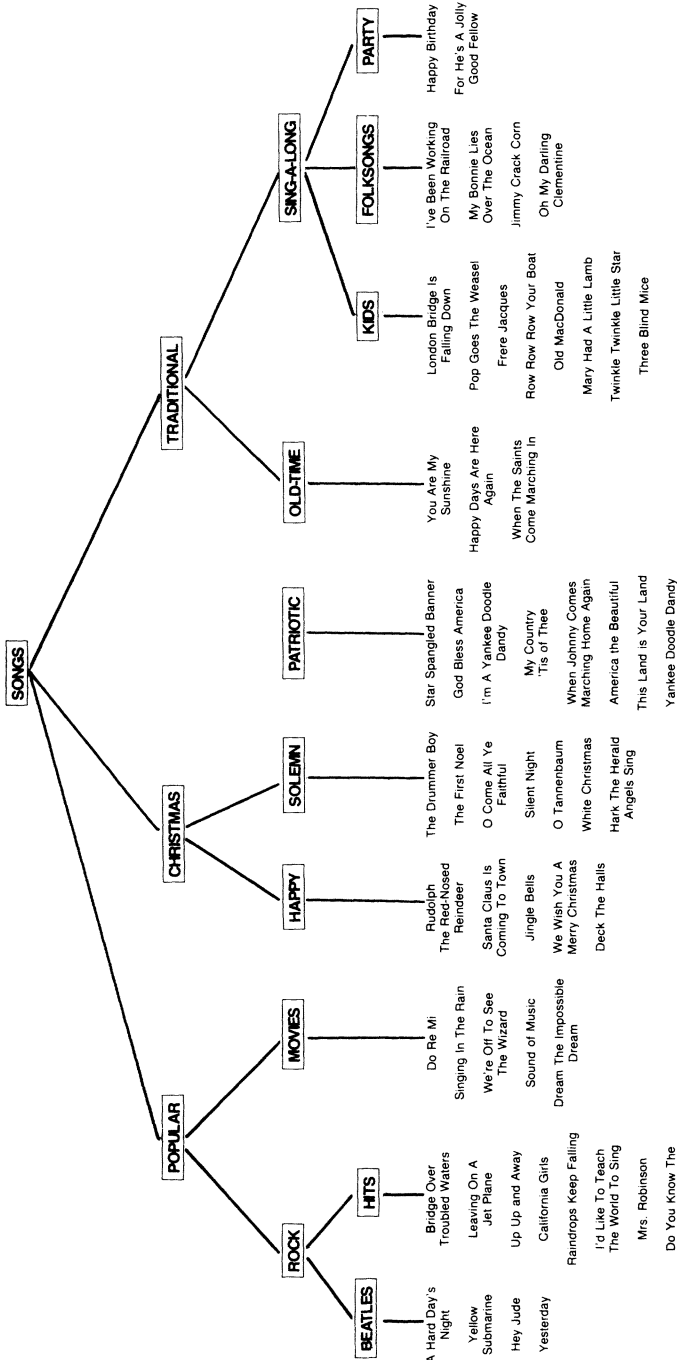 SONGS
POPULAR
CHRISTMAS
TRADITIONAL
ROCK
MOVIES
HAPPY
SOLEMN
PATRIOTIC
OLD-TIME
SING-A-LONG
BEATLES
HITS
KIDS
FOLKSONGS
PARTY
A Hard Day's
Night
Yellow
Submarine
Hey Jude
Yesterday
Bridge Over
Troubled Waters
Leaving On A
Jet Plane
Up Up and Away
California Girls
Raindrops Keep Falling
I'd Like To Teach
The World To Sing
Mrs. Robinson
Do You Know The
Do Re Mi
Singing In The Rain
We're Off To See
The Wizard
Sound of Music
Dream The Impossible
Dream
Rudolph
The Red-Nosed
Reindeer
Santa Claus Is
Coming To Town
Jingle Bells
We Wish You A
Merry Christmas
Deck The Halls
The Drummer Boy
The First Noel
O Come All Ye
Faithful
Silent Night
O Tannenbaum
White Christmas
Hark The Herald
Angels Sing
Star Spangled Banner
God Bless America
I'm A Yankee Doodle
Dandy
My Country
'Tis of Thee
When Johnny Comes
Marching Home Again
America the Beautiful
This Land is Your Land
Yankee Doodle Dandy
You Are My
Sunshine
Happy Days Are Here
Again
When The Saints
Come Marching In
London Bridge Is
Falling Down
Pop Goes The Weasel
Frere Jacques
Row Row Row Your Boat
Old MacDonald
Mary Had A Little Lamb
Twinkle Twinkle Little Star
Three Blind Mice
I've Been Working
On The Railroad
My Bonnie Lies
Over The Ocean
Jimmy Crack Corn
Oh My Darling
Clementine
Happy Birthday
For He's A Jolly
Good Fellow